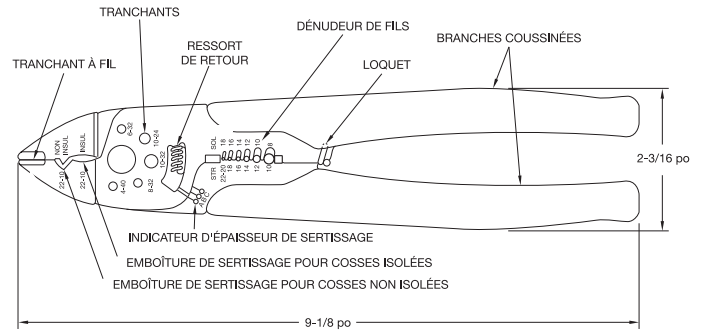 TRANCHANTS
DÉNUDEUR DE FILS
BRANCHES COUSSINÉES
RESSORT
DE RETOUR
TRANCHANT À FIL
LOQUET
NON
INSUL
INSUL
22-10
22-10
6-32
10-24
10-32
4-40
8-32
SOL
18
16
14
12
10
8
STR
22-20
18
16
14
12
10
A B C
2-3/16 po
INDICATEUR D'ÉPAISSEUR DE SERTISSAGE
EMBOÎTURE DE SERTISSAGE POUR COSSES ISOLÉES
EMBOÎTURE DE SERTISSAGE POUR COSSES NON ISOLÉES
9-1/8 po